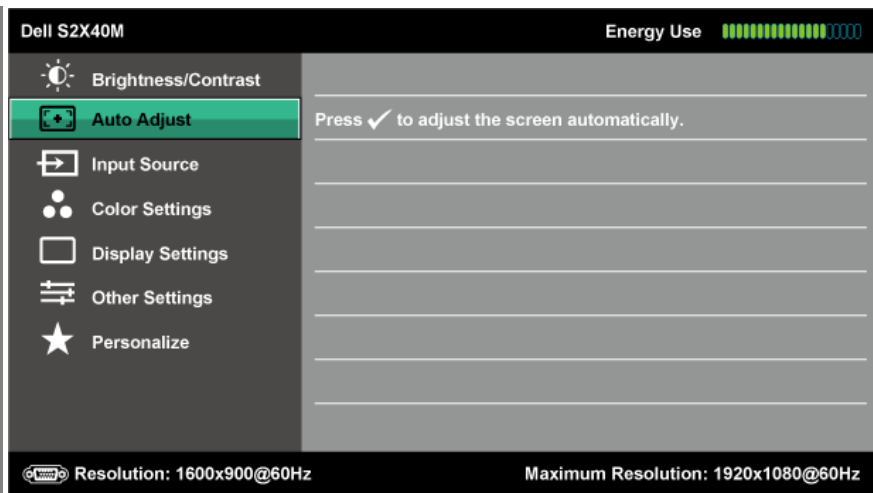 Dell S2X40M Energy Use
Brightness/Contrast
Auto Adjust Press ✓ to adjust the screen automatically.
Input Source
Color Settings
Display Settings
Other Settings
Personalize
Resolution: 1600x900@60Hz Maximum Resolution: 1920x1080@60Hz